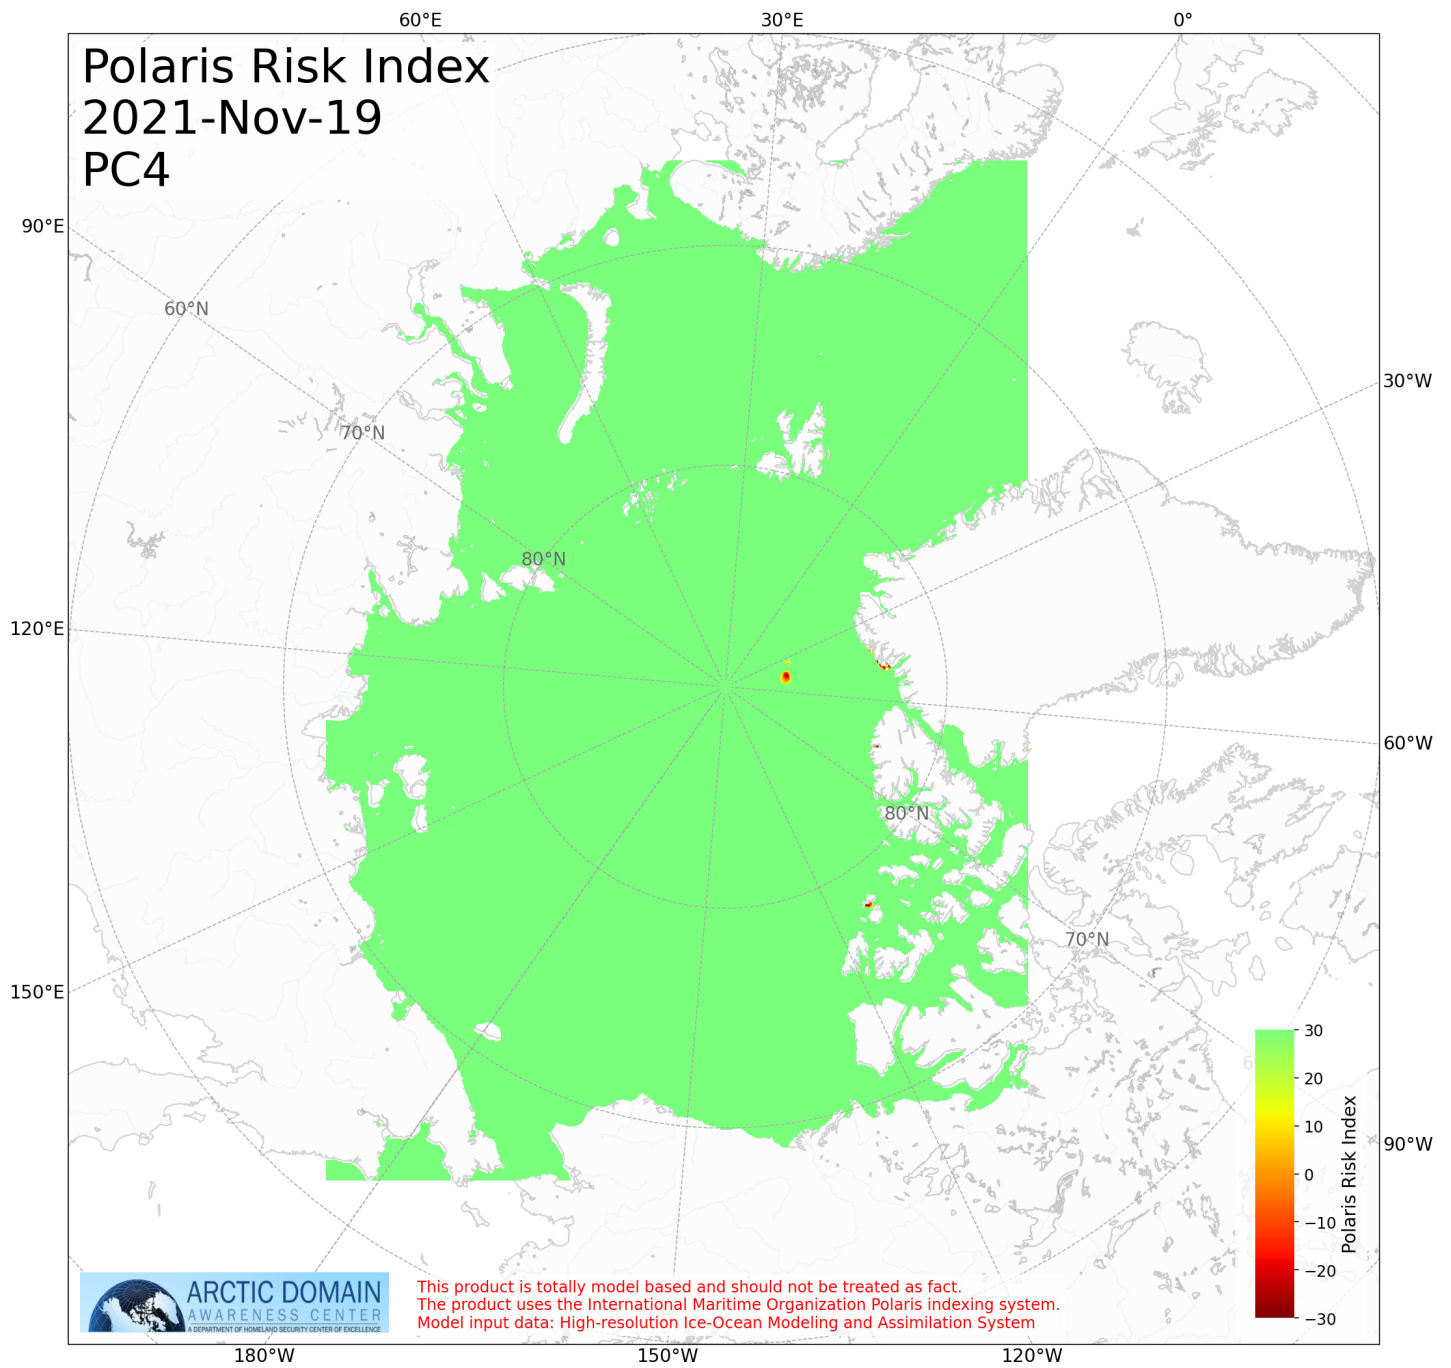 60°E 30°E 0°
Polaris Risk Index
2021-Nov-19
PC4
90°E
60°N
30°W
70°N
80°N
120°E
60°W
80°N
70°N
150°E
30
20
10
0
−10
−20
−30
Polaris Risk Index
90°W
ARCTIC DOMAIN
AWARENESS CENTER
A DEPARTMENT OF HOMELAND SECURITY CENTER OF EXCELLENCE
This product is totally model based and should not be treated as fact.
The product uses the International Maritime Organization Polaris indexing system.
Model input data: High-resolution Ice-Ocean Modeling and Assimilation System
180°W 150°W 120°W